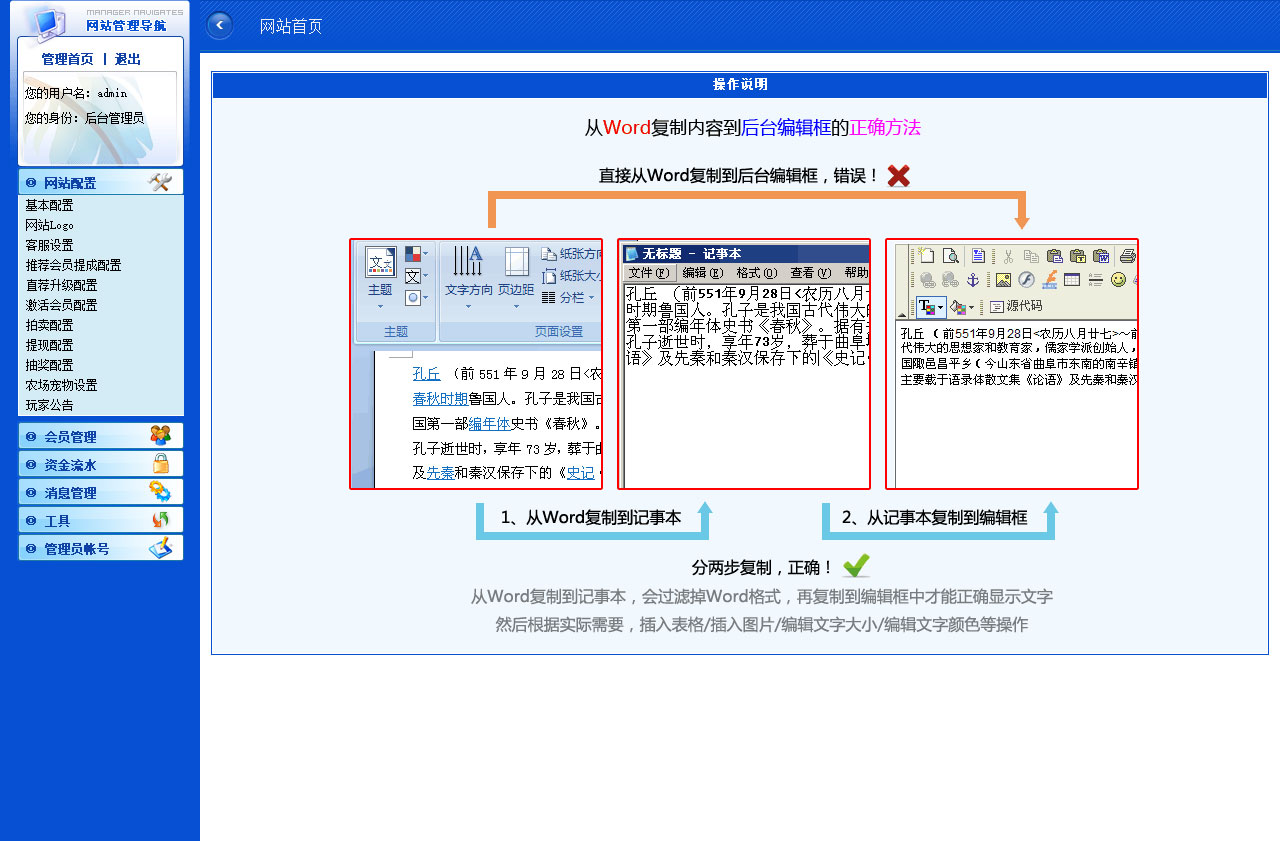 MANAGER NAVIGATES
网站管理导航
管理首页 | 退出
您的用户名：admin
您的身份：后台管理员
网站配置
基本配置
网站Logo
客服设置
推荐会员提成配置
直荐升级配置
激活会员配置
拍卖配置
提现配置
抽奖配置
农场宠物设置
玩家公告
会员管理
资金流水
消息管理
工具
管理员帐号
网站首页
操作说明
从Word复制内容到后台编辑框的正确方法
直接从Word复制到后台编辑框，错误！
主题
文字方向 页边距
纸张方向
纸张大小
分栏
主题
页面设置
孔丘 （前 551 年 9 月 28 日<农
春秋时期鲁国人。孔子是我国古
国第一部编年体史书《春秋》。
孔子逝世时，享年 73 岁，葬于曲
及先秦和秦汉保存下的《史记
无标题 - 记事本
文件(F) 编辑(E) 格式(O) 查看(V) 帮助
孔丘 （前551年9月28日<农历八月十
时期鲁国人。孔子是我国古代伟大的
第一部编年体史书《春秋》。据有关
孔子逝世时，享年73岁，葬于曲阜
语》及先秦和秦汉保存下的《史记
源代码
孔丘 （前551年9月28日<农历八月廿七>～前
代伟大的思想家和教育家，儒家学派创始人，
国陬邑昌平乡（今山东省曲阜市东南的南辛镇
主要载于语录体散文集《论语》及先秦和秦汉
1、从Word复制到记事本
2、从记事本复制到编辑框
分两步复制，正确！
从Word复制到记事本，会过滤掉Word格式，再复制到编辑框中才能正确显示文字
然后根据实际需要，插入表格/插入图片/编辑文字大小/编辑文字颜色等操作